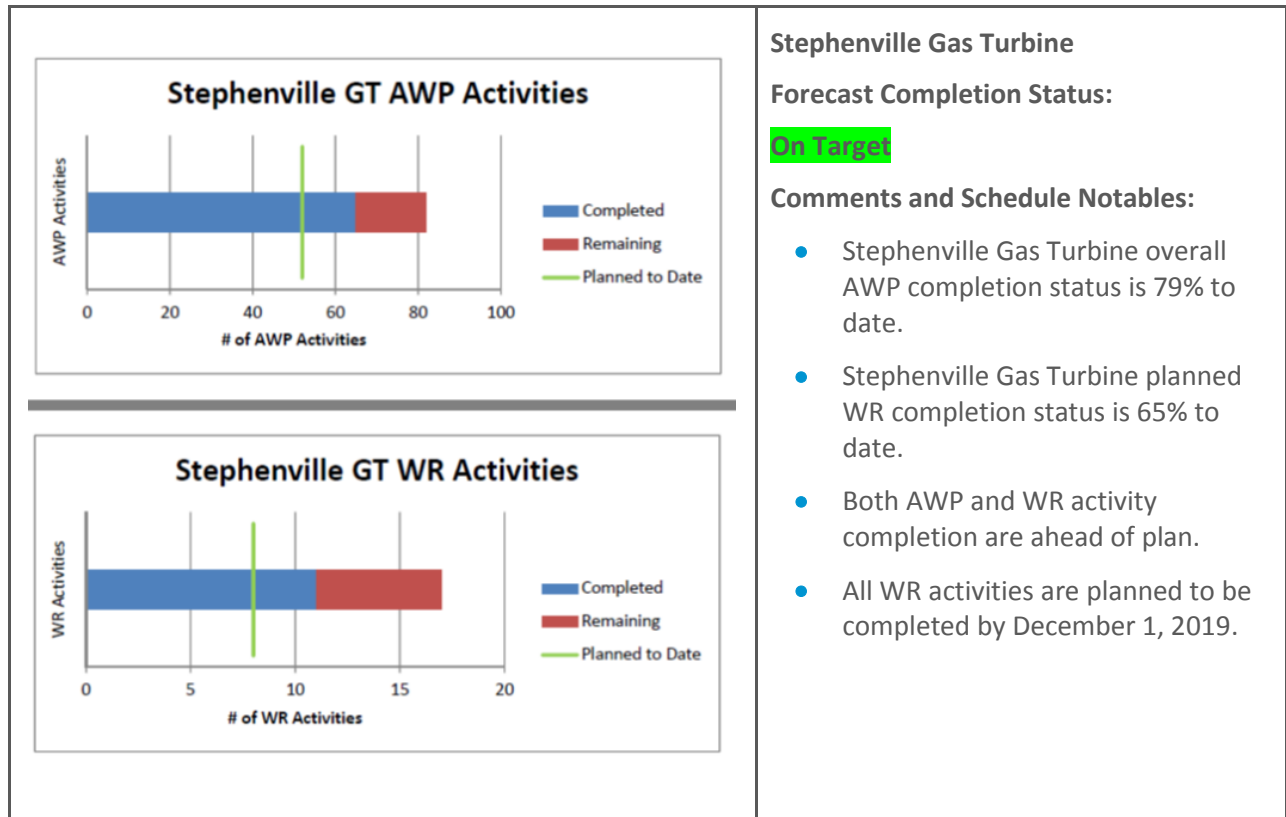 Stephenville GT AWP Activities
AWP Activities
Completed
Remaining
Planned to Date
0 20 40 60 80 100
# of AWP Activities
Stephenville GT WR Activities
WR Activities
Completed
Remaining
Planned to Date
0 5 10 15 20
# of WR Activities
Stephenville Gas Turbine
Forecast Completion Status:
On Target
Comments and Schedule Notables:
● Stephenville Gas Turbine overall
AWP completion status is 79% to
date.
● Stephenville Gas Turbine planned
WR completion status is 65% to
date.
● Both AWP and WR activity
completion are ahead of plan.
● All WR activities are planned to be
completed by December 1, 2019.